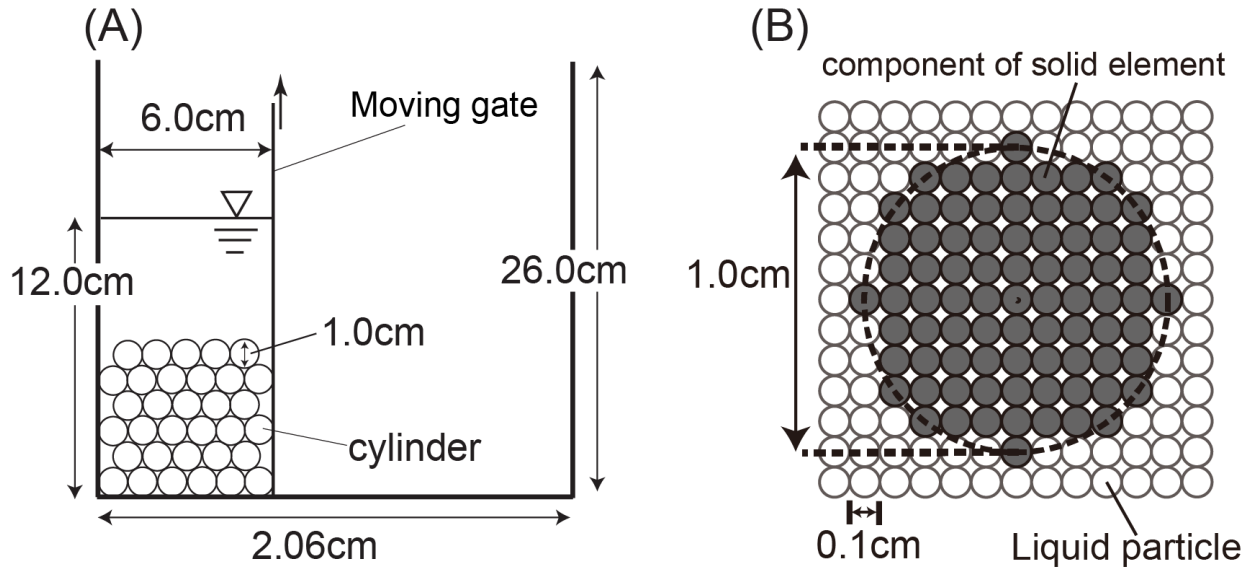 (A)
6.0cm
Moving gate
12.0cm
26.0cm
1.0cm
cylinder
2.06cm
(B)
component of solid element
1.0cm
0.1cm
Liquid particle